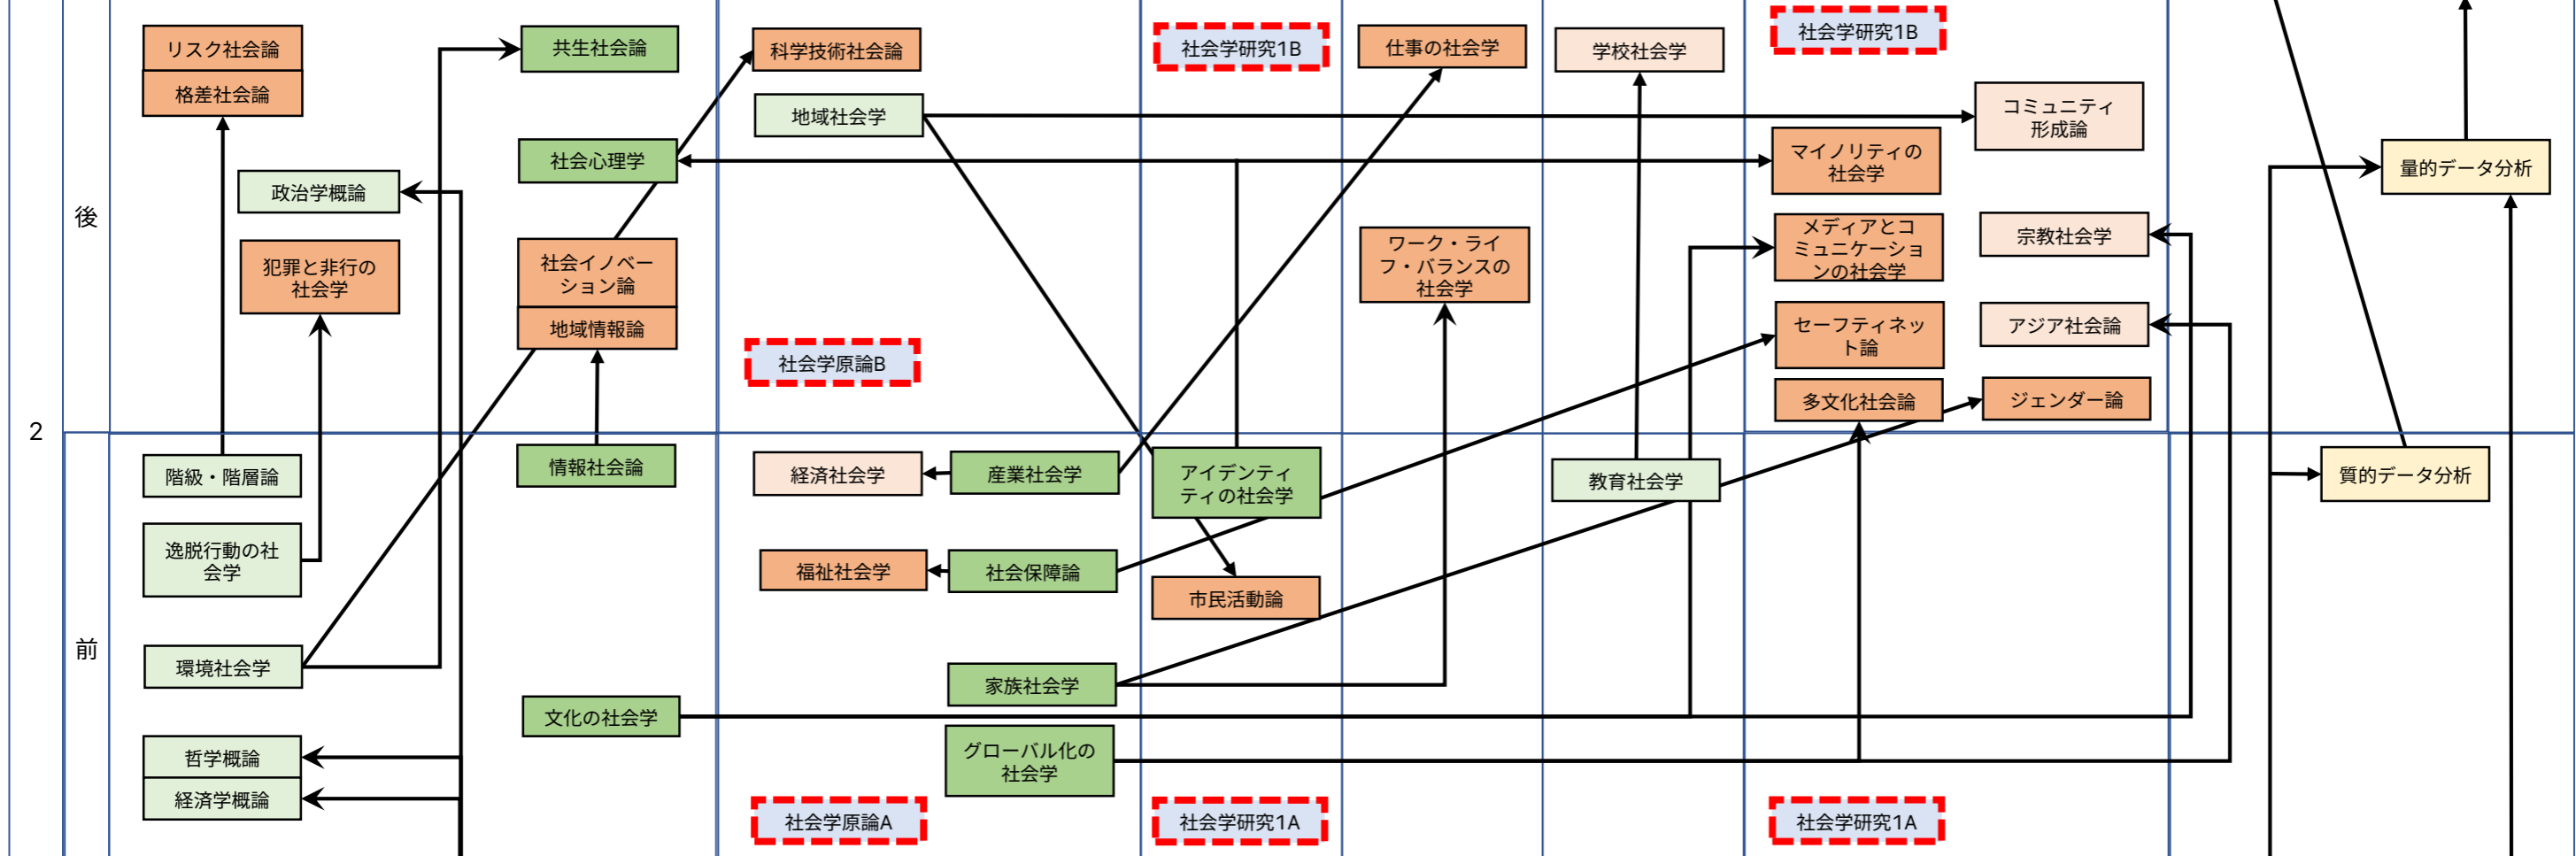 リスク社会論
格差社会論
共生社会論
科学技術社会論
社会学研究1B
仕事の社会学
学校社会学
社会学研究1B
地域社会学
コミュニティ
形成論
社会心理学
マイノリティの
社会学
量的データ分析
政治学概論
後
犯罪と非行の
社会学
社会イノベー
ション論
地域情報論
ワーク・ライ
フ・バランスの
社会学
メディアとコ
ミュニケーショ
ンの社会学
宗教社会学
セーフティネッ
ト論
アジア社会論
社会学原論B
多文化社会論
ジェンダー論
2
階級・階層論
情報社会論
経済社会学
産業社会学
アイデンティ
ティの社会学
教育社会学
質的データ分析
逸脱行動の社
会学
福祉社会学
社会保障論
市民活動論
前
環境社会学
家族社会学
文化の社会学
グローバル化の
社会学
哲学概論
経済学概論
社会学原論A
社会学研究1A
社会学研究1A